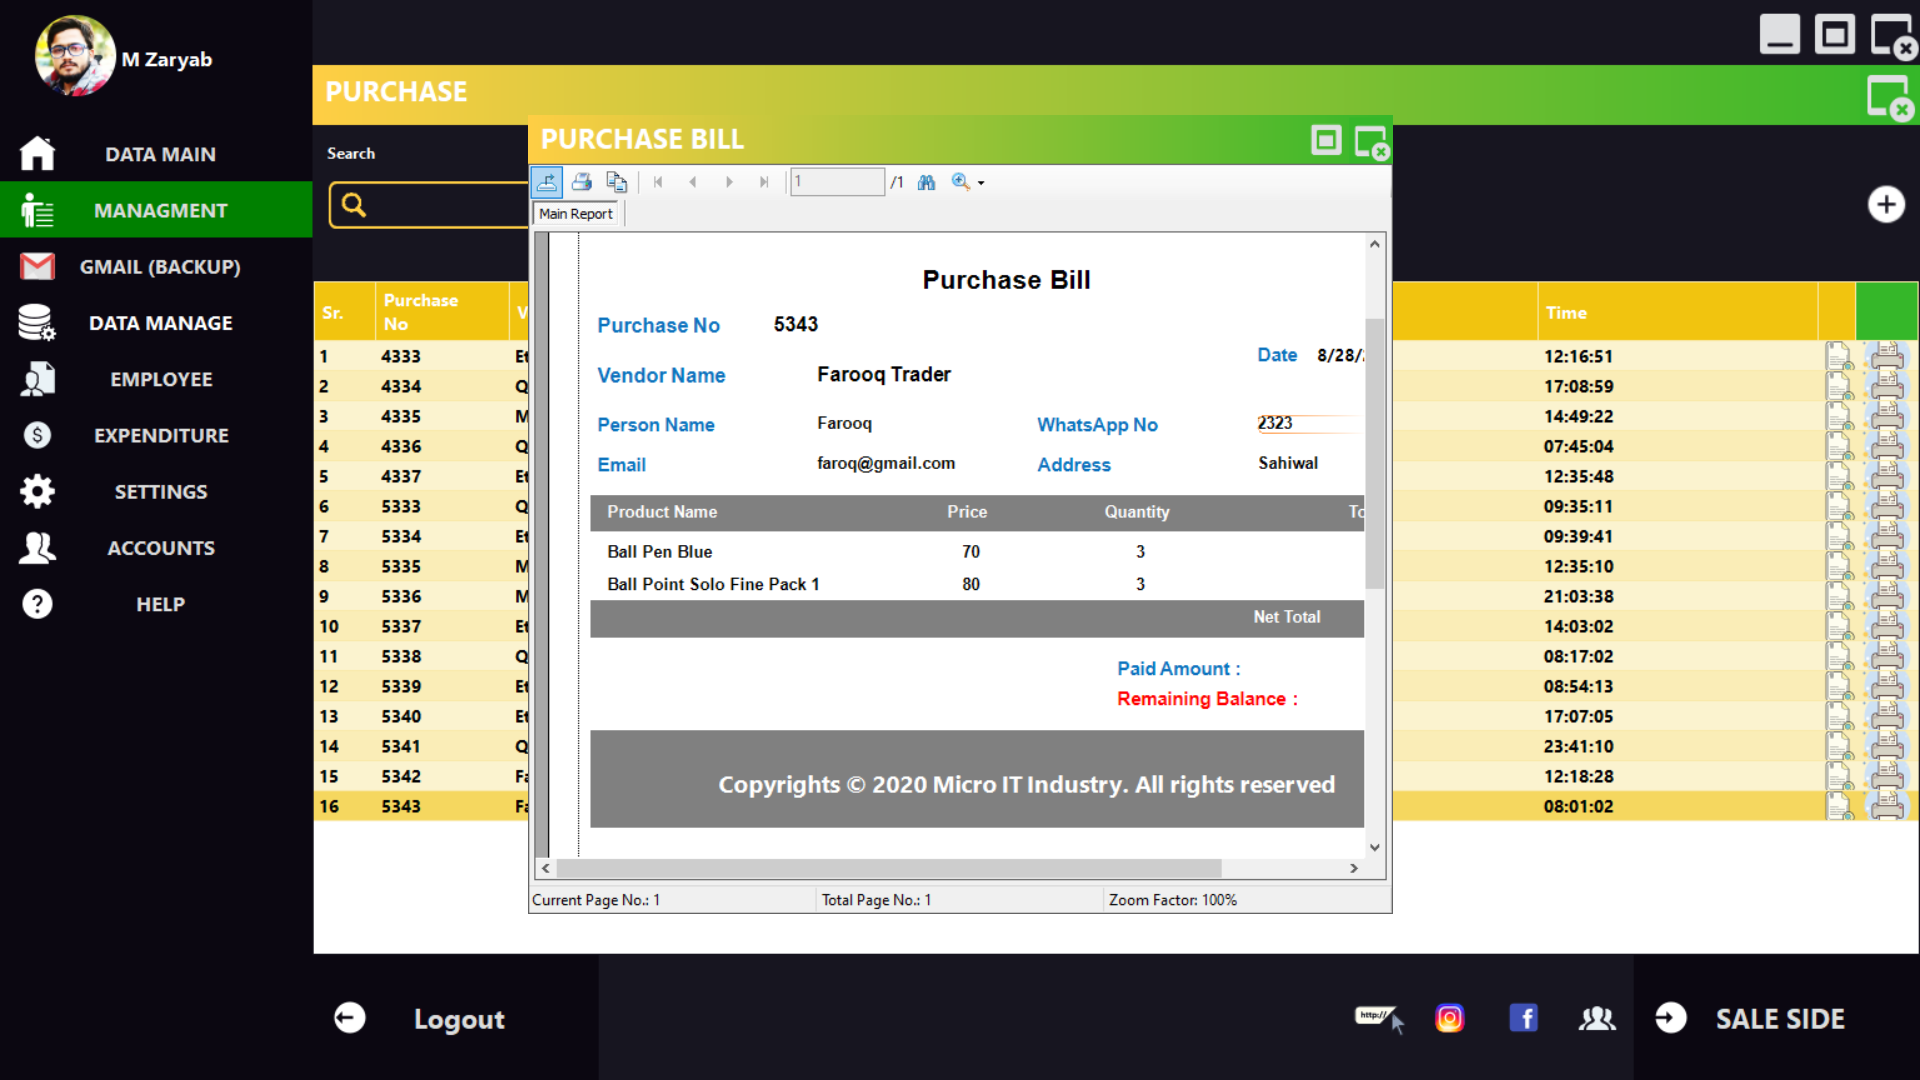 M Zaryab
DATA MAIN
MANAGMENT
GMAIL (BACKUP)
DATA MANAGE
EMPLOYEE
EXPENDITURE
SETTINGS
ACCOUNTS
HELP
PURCHASE
Search
PURCHASE BILL
1 /1
Main Report
Purchase Bill
Purchase No 5343
Date 8/28/
Vendor Name Farooq Trader
Person Name Farooq WhatsApp No 2323
Email faroq@gmail.com Address Sahiwal
Product Name Price Quantity To
Ball Pen Blue 70 3
Ball Point Solo Fine Pack 1 80 3
Net Total
Paid Amount :
Remaining Balance :
Copyrights © 2020 Micro IT Industry. All rights reserved
Current Page No.: 1 Total Page No.: 1 Zoom Factor: 100%
Sr. Purchase No V Time
1 4333 Et 12:16:51
2 4334 Q 17:08:59
3 4335 M 14:49:22
4 4336 Q 07:45:04
5 4337 Et 12:35:48
6 5333 Q 09:35:11
7 5334 Et 09:39:41
8 5335 M 12:35:10
9 5336 M 21:03:38
10 5337 Et 14:03:02
11 5338 Q 08:17:02
12 5339 Et 08:54:13
13 5340 Et 17:07:05
14 5341 Q 23:41:10
15 5342 Fa 12:18:28
16 5343 Fa 08:01:02
Logout
http://
SALE SIDE